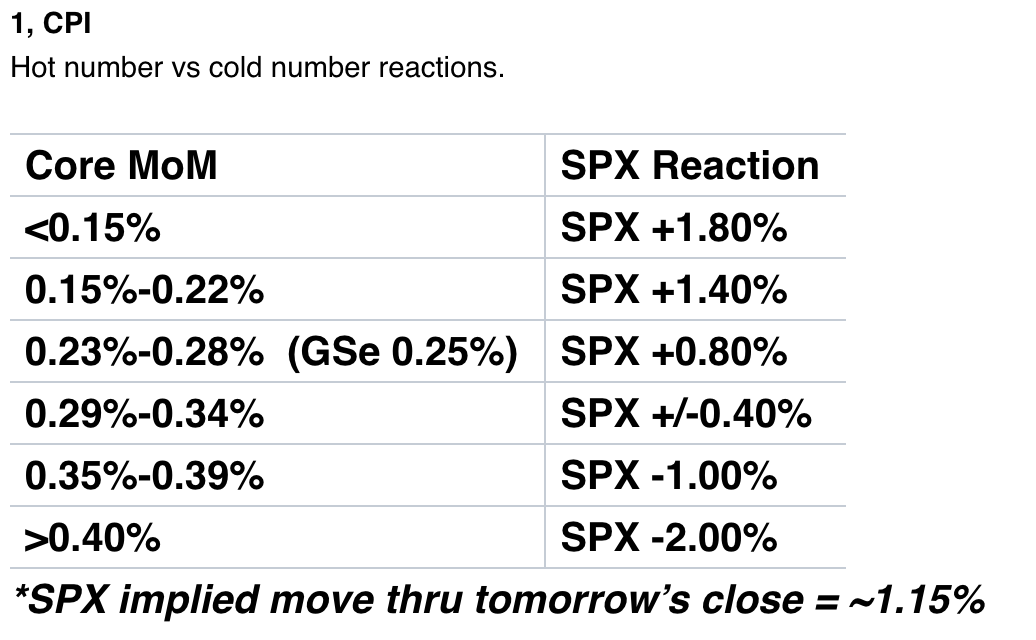 1, CPI
Hot number vs cold number reactions.
Core MoM SPX Reaction
<0.15% SPX +1.80%
0.15%-0.22% SPX +1.40%
0.23%-0.28% (GSe 0.25%) SPX +0.80%
0.29%-0.34% SPX +/-0.40%
0.35%-0.39% SPX -1.00%
>0.40% SPX -2.00%
*SPX implied move thru tomorrow’s close = ~1.15%